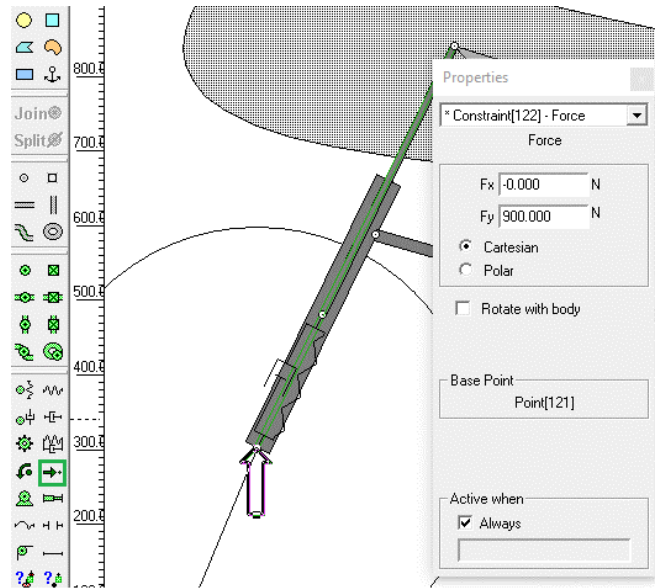 Join
Split
800.0
700.0
600.0
500.0
400.0
300.0
200.0
Properties
* Constraint[122] - Force
Force
Fx -0.000 N
Fy 900.000 N
Cartesian
Polar
Rotate with body
Base Point
Point[121]
Active when
Always